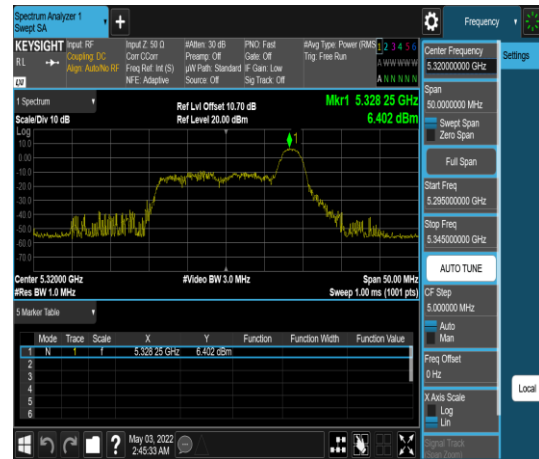 Spectrum Analyzer 1
Swept SA
+
Frequency
KEYSIGHT
RL
LXI
Input: RF
Coupling: DC
Align: Auto/No RF
Input Z: 50 Ω
Corr CCorr
Freq Ref: Int (S)
NFE: Adaptive
#Atten: 30 dB
Preamp: Off
µW Path: Standard
Source: Off
PNO: Fast
Gate: Off
IF Gain: Low
Sig Track: Off
#Avg Type: Power (RMS)
Trig: Free Run
1 2 3 4 5 6
A WW WW W
A N N N N N
1 Spectrum
Scale/Div 10 dB
Ref Lvl Offset 10.70 dB
Ref Level 20.00 dBm
Mkr1 5.328 25 GHz
6.402 dBm
Log
10.0
0.00
-10.0
-20.0
-30.0
-40.0
-50.0
-60.0
-70.0
1
Center 5.32000 GHz
#Res BW 1.0 MHz
#Video BW 3.0 MHz
Span 50.00 MHz
Sweep 1.00 ms (1001 pts)
5 Marker Table
Mode Trace Scale X Y Function Function Width Function Value
1 N 1 f 5.328 25 GHz 6.402 dBm
2
3
4
5
6
May 03, 2022
2:45:33 AM
Center Frequency
5.320000000 GHz
Span
50.0000000 MHz
Swept Span
Zero Span
Full Span
Start Freq
5.295000000 GHz
Stop Freq
5.345000000 GHz
AUTO TUNE
CF Step
5.000000 MHz
Auto
Man
Freq Offset
0 Hz
X Axis Scale
Log
Lin
Signal Track
(Span Zoom)
Settings
Local